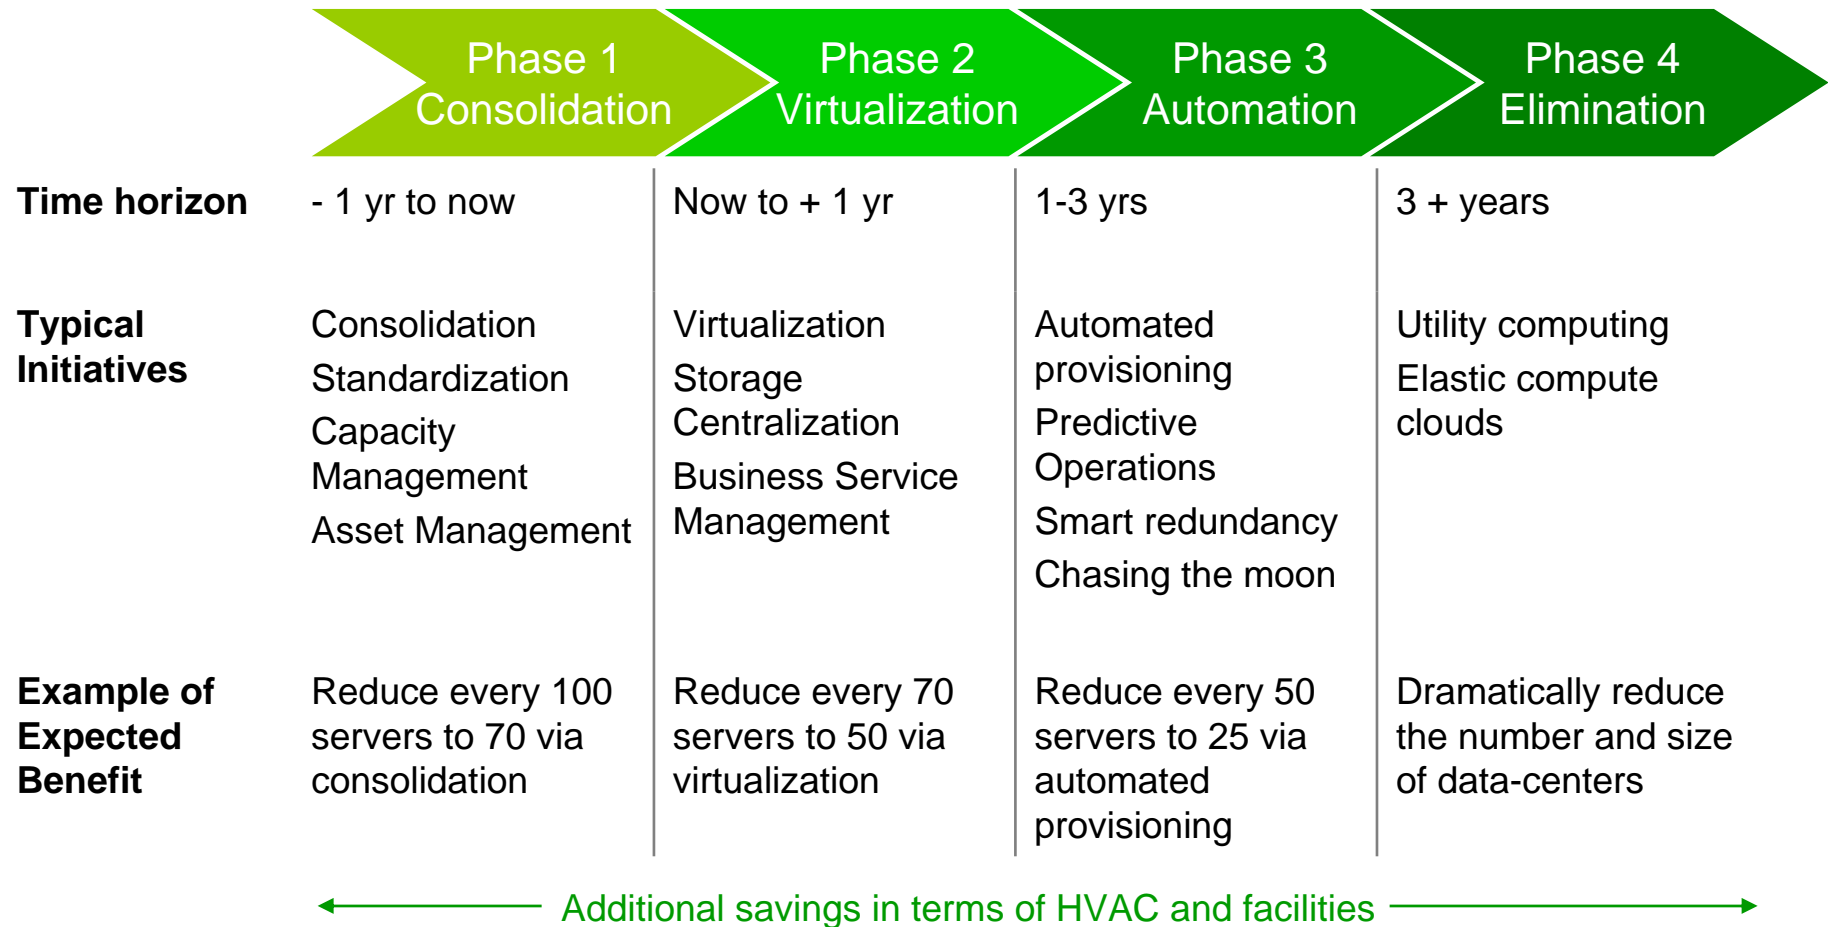 Phase 1
Consolidation
Phase 2
Virtualization
Phase 3
Automation
Phase 4
Elimination
Time horizon
- 1 yr to now
Now to + 1 yr
1-3 yrs
3 + years
Typical
Initiatives
Consolidation
Standardization
Capacity
Management
Asset Management
Virtualization
Storage
Centralization
Business Service
Management
Automated
provisioning
Predictive
Operations
Smart redundancy
Chasing the moon
Utility computing
Elastic compute
clouds
Example of
Expected
Benefit
Reduce every 100
servers to 70 via
consolidation
Reduce every 70
servers to 50 via
virtualization
Reduce every 50
servers to 25 via
automated
provisioning
Dramatically reduce
the number and size
of data-centers
Additional savings in terms of HVAC and facilities